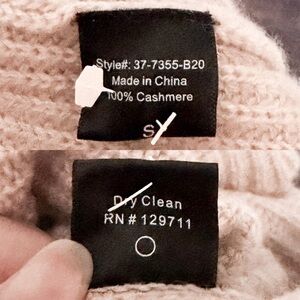 Style#: 37-7355-B20
Made in China
100% Cashmere
S
Dry Clean
RN # 129711